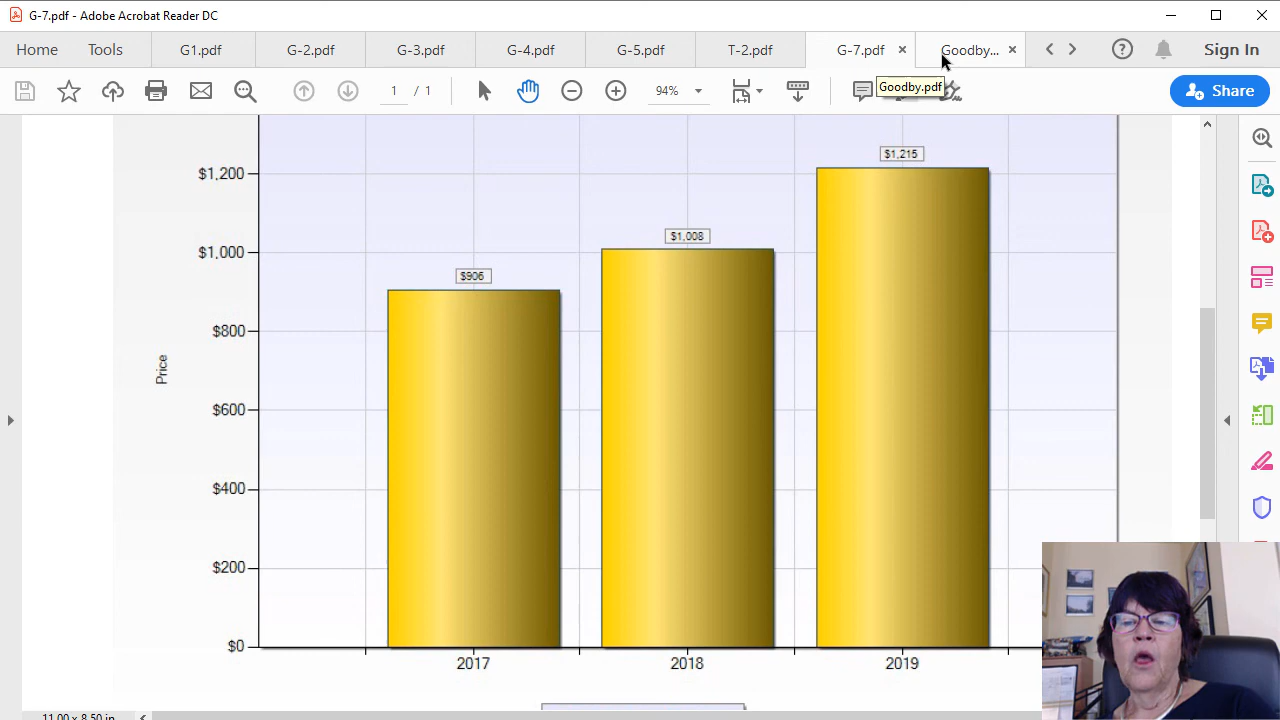 G-7.pdf - Adobe Acrobat Reader DC
Home Tools G1.pdf G-2.pdf G-3.pdf G-4.pdf G-5.pdf T-2.pdf G-7.pdf Goodby... Sign In
1 / 1 94% Share
Goodby.pdf
$1,215
$1,200
$1,008
$1,000
$906
$800
Price
$600
$400
$200
$0
2017 2018 2019
11.00 x 8.50 in